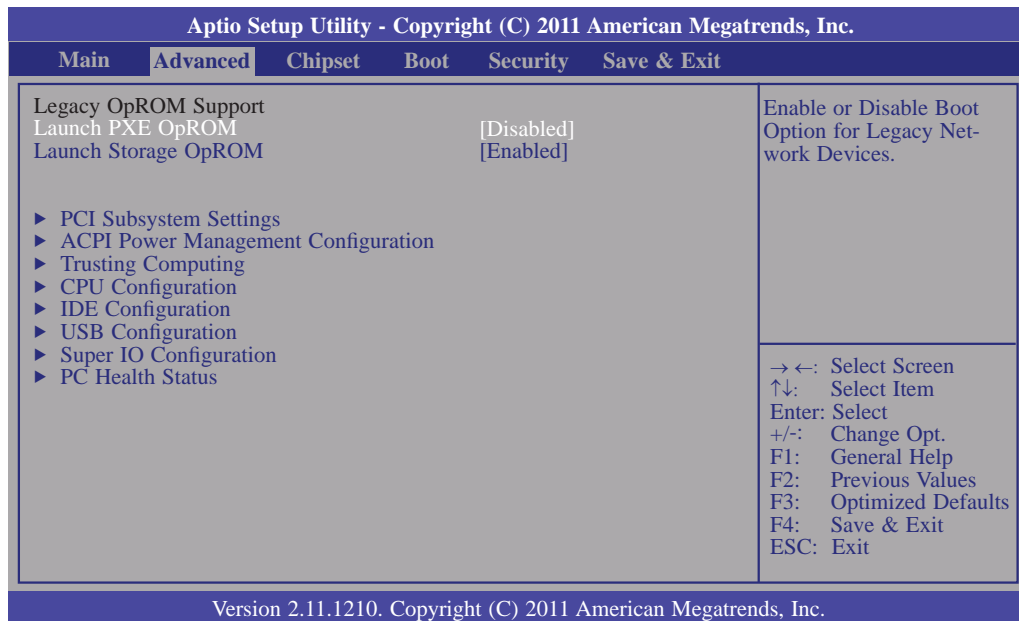 Aptio Setup Utility - Copyright (C) 2011 American Megatrends, Inc.
Main Advanced Chipset Boot Security Save & Exit
Legacy OpROM Support
Launch PXE OpROM [Disabled]
Launch Storage OpROM [Enabled]
▶ PCI Subsystem Settings
▶ ACPI Power Management Configuration
▶ Trusting Computing
▶ CPU Configuration
▶ IDE Configuration
▶ USB Configuration
▶ Super IO Configuration
▶ PC Health Status
Enable or Disable Boot
Option for Legacy Net-
work Devices.
→ ←: Select Screen
↑↓: Select Item
Enter: Select
+/-: Change Opt.
F1: General Help
F2: Previous Values
F3: Optimized Defaults
F4: Save & Exit
ESC: Exit
Version 2.11.1210. Copyright (C) 2011 American Megatrends, Inc.